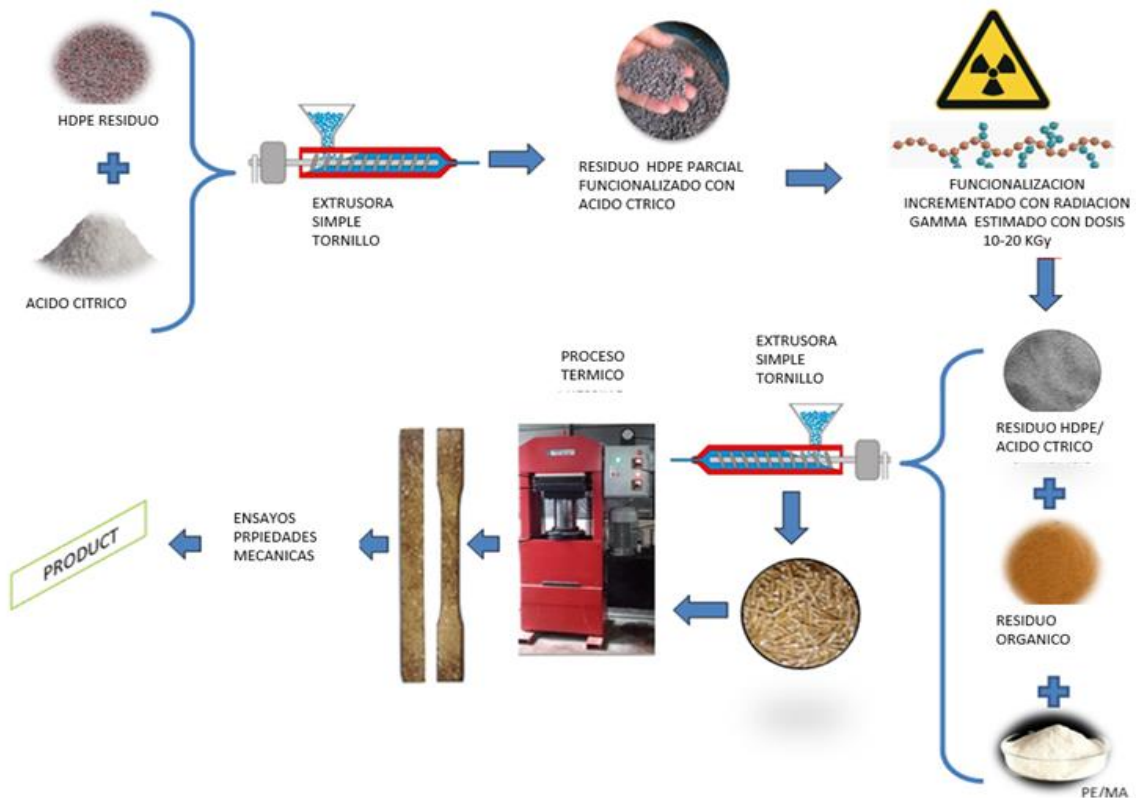 HDPE RESIDUO
ACIDO CITRICO
EXTRUSORA
SIMPLE
TORNILLO
RESIDUO HDPE PARCIAL
FUNCIONALIZADO CON
ACIDO CTRICO
FUNCIONALIZACION
INCREMENTADO CON RADIACION
GAMMA ESTIMADO CON DOSIS
10-20 KGy
RESIDUO HDPE/
ACIDO CTRICO
RESIDUO
ORGANICO
PE/MA
EXTRUSORA
SIMPLE
TORNILLO
PROCESO
TERMICO
ENSAYOS
PRPIEDADES
MECANICAS
PRODUCT